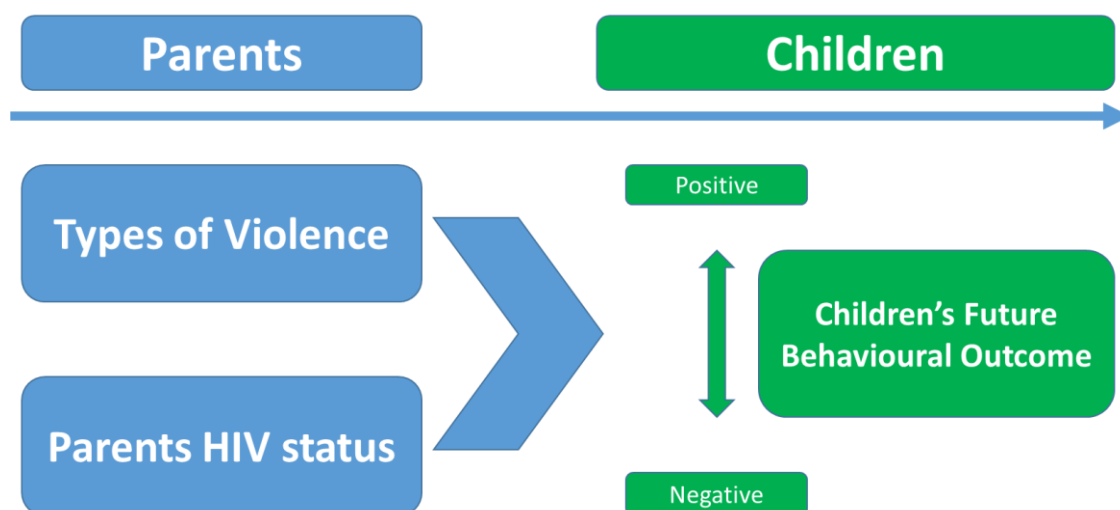 Parents
Children
Types of Violence
Parents HIV status
Positive
Children’s Future
Behavioural Outcome
Negative